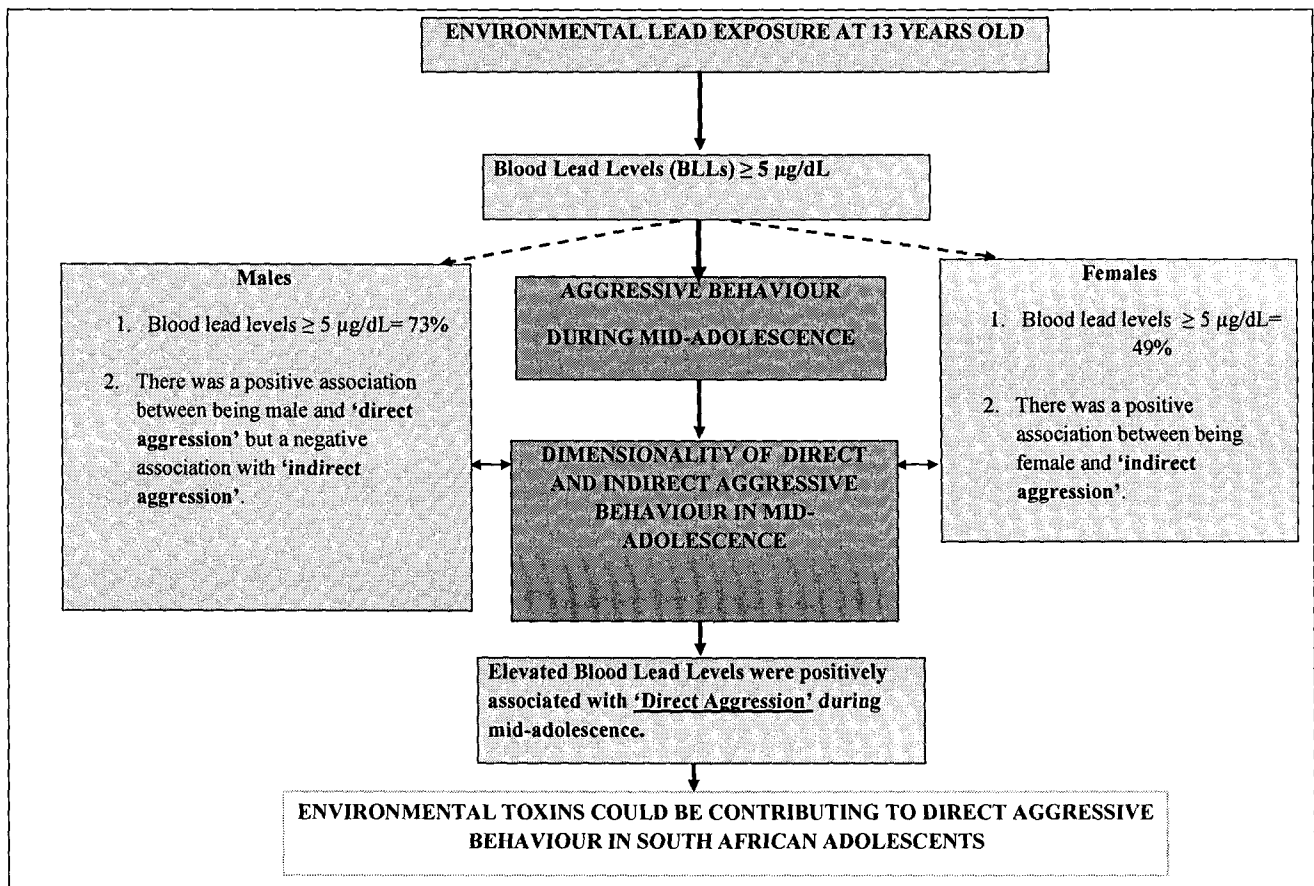 ENVIRONMENTAL LEAD EXPOSURE AT 13 YEARS OLD
Blood Lead Levels (BLLs) ≥ 5 µg/dL
Males
1. Blood lead levels ≥ 5 µg/dL= 73%
2. There was a positive association
between being male and ‘direct
aggression’ but a negative
association with ‘indirect
aggression’.
AGGRESSIVE BEHAVIOUR
DURING MID-ADOLESCENCE
DIMENSIONALITY OF DIRECT
AND INDIRECT AGGRESSIVE
BEHAVIOUR IN MID-
ADOLESCENCE
Females
1. Blood lead levels ≥ 5 µg/dL=
49%
2. There was a positive
association between being
female and ‘indirect
aggression’.
Elevated Blood Lead Levels were positively
associated with ‘Direct Aggression’ during
mid-adolescence.
ENVIRONMENTAL TOXINS COULD BE CONTRIBUTING TO DIRECT AGGRESSIVE
BEHAVIOUR IN SOUTH AFRICAN ADOLESCENTS